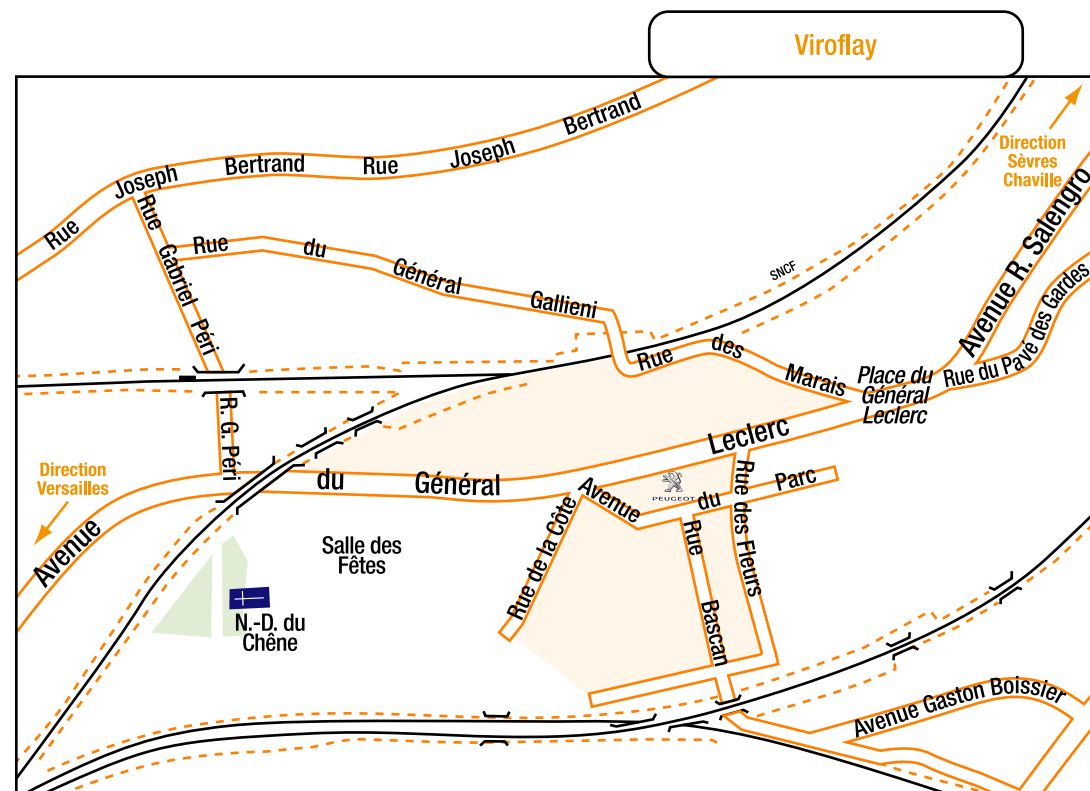 Viroflay
Direction
Sèvres
Chaville
Rue Joseph Bertrand Rue Joseph Bertrand
Rue Gabriel Péri
Rue du Général Gallieni
SNCF
Avenue R. Salengro
Rue du Pavé des Gardes
Rue des Marais
Place du
Général
Leclerc
R. G. Péri
Direction
Versailles
Avenue du Général Leclerc
PEUGEOT
Avenue du Parc
Rue de la Côte
Rue des Fleurs
Rue Bascan
Salle des
Fêtes
N.-D. du
Chêne
Avenue Gaston Boissier